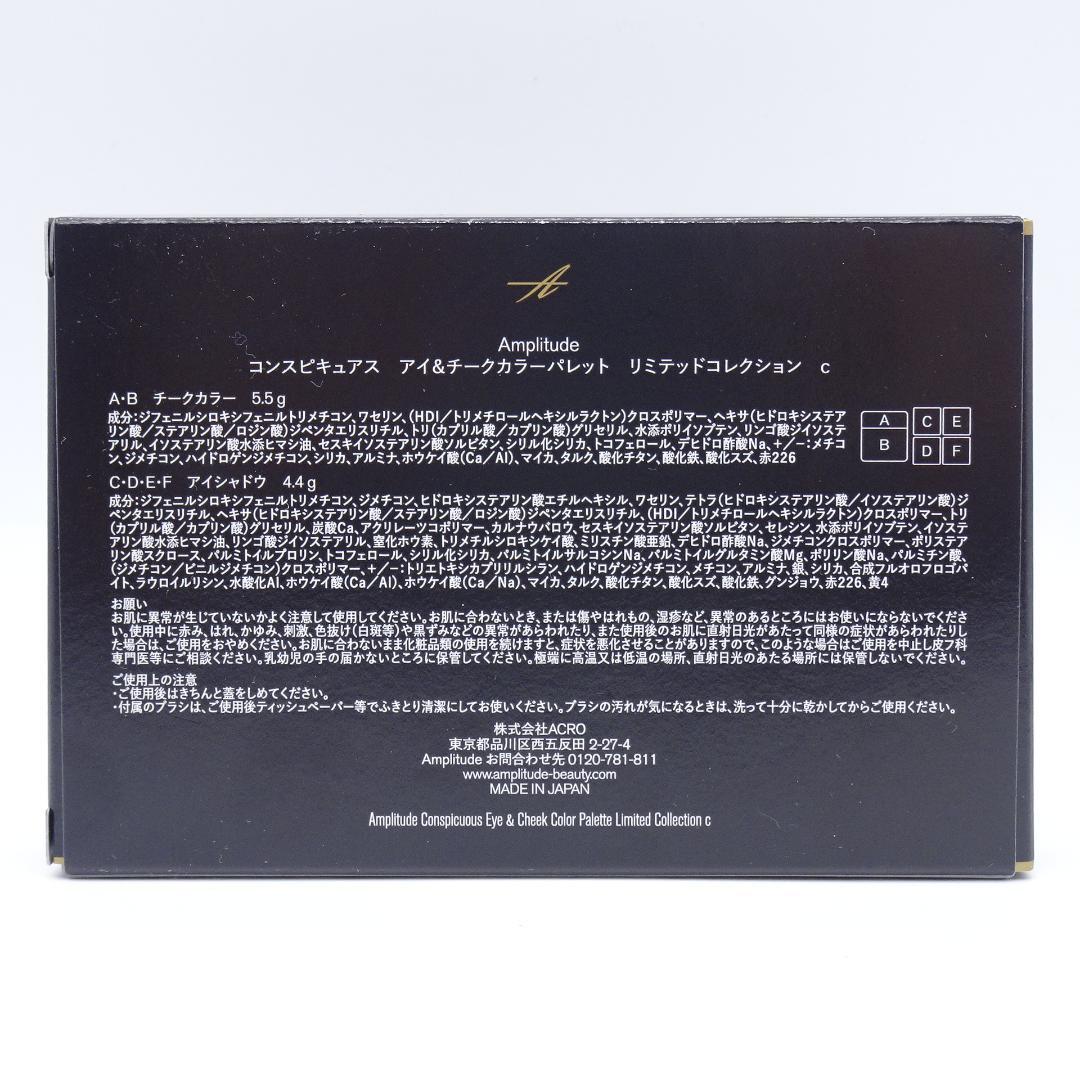 A
Amplitude
コンスピキュアス アイ&チークカラーパレット リミテッドコレクション c
A・B チークカラー 5.5g
成分:ジフェニルシロキシフェニルトリメチコン、ワセリン、(HDI/トリメチロールヘキシルラクトン)クロスポリマー、ヘキサ(ヒドロキシステア
リン酸/ステアリン酸/ロジン酸)ジペンタエリスリチル、トリ(カプリル酸/カプリン酸)グリセリル、水添ポリイソブテン、リンゴ酸ジイソステ
アリル、イソステアリン酸水添ヒマシ油、セスキイソステアリン酸ソルビタン、シリル化シリカ、トコフェロール、デヒドロ酢酸Na、+/-:メチコ
ン、ジメチコン、ハイドロゲンジメチコン、シリカ、アルミナ、ホウケイ酸(Ca/Al)、マイカ、タルク、酸化チタン、酸化鉄、酸化スズ、赤226
A C E
B D F
C・D・E・F アイシャドウ 4.4g
成分:ジフェニルシロキシフェニルトリメチコン、ジメチコン、ヒドロキシステアリン酸エチルヘキシル、ワセリン、テトラ(ヒドロキシステアリン酸/イソステアリン酸)ジ
ペンタエリスリチル、ヘキサ(ヒドロキシステアリン酸/ステアリン酸/ロジン酸)ジペンタエリスリチル、(HDI/トリメチロールヘキシルラクトン)クロスポリマー、トリ
(カプリル酸/カプリン酸)グリセリル、炭酸Ca、アクリレーツコポリマー、カルナウバロウ、セスキイソステアリン酸ソルビタン、セレシン、水添ポリイソブテン、イソステ
アリン酸水添ヒマシ油、リンゴ酸ジイソステアリル、窒化ホウ素、トリメチルシロキシケイ酸、ミリスチン酸亜鉛、デヒドロ酢酸Na、ジメチコンクロスポリマー、ポリステア
リン酸スクロース、パルミトイルプロリン、トコフェロール、シリル化シリカ、パルミトイルサルコシンNa、パルミトイルグルタミン酸Mg、ポリリン酸Na、パルミチン酸、
(ジメチコン/ビニルジメチコン)クロスポリマー、+/-:トリエトキシカプリリルシラン、ハイドロゲンジメチコン、メチコン、アルミナ、銀、シリカ、合成フルオロフロゴパ
イト、ラウロイルリシン、水酸化Al、ホウケイ酸(Ca/Al)、ホウケイ酸(Ca/Na)、マイカ、タルク、酸化チタン、酸化スズ、酸化鉄、グンジョウ、赤226、黄4
お願い
お肌に異常が生じていないかよく注意して使用してください。お肌に合わないとき、または傷やはれもの、湿疹など、異常のあるところにはお使いにならないでくださ
い。使用中に赤み、はれ、かゆみ、刺激、色抜け(白斑等)や黒ずみなどの異常があらわれたり、また使用後のお肌に直射日光があたって同様の症状があらわれたりし
た場合は、ご使用をおやめください。お肌に合わないまま化粧品類の使用を続けますと、症状を悪化させることがありますので、このような場合はご使用を中止し皮フ科
専門医等にご相談ください。乳幼児の手の届かないところに保管してください。極端に高温又は低温の場所、直射日光のあたる場所には保管しないでください。
ご使用上の注意
・ご使用後はきちんと蓋をしめてください。
・付属のブラシは、ご使用後ティッシュペーパー等でふきとり清潔にしてお使いください。ブラシの汚れが気になるときは、洗って十分に乾かしてからご使用ください。
株式会社ACRO
東京都品川区西五反田 2-27-4
Amplitude お問合わせ先 0120-781-811
www.amplitude-beauty.com
MADE IN JAPAN
Amplitude Conspicuous Eye & Cheek Color Palette Limited Collection c